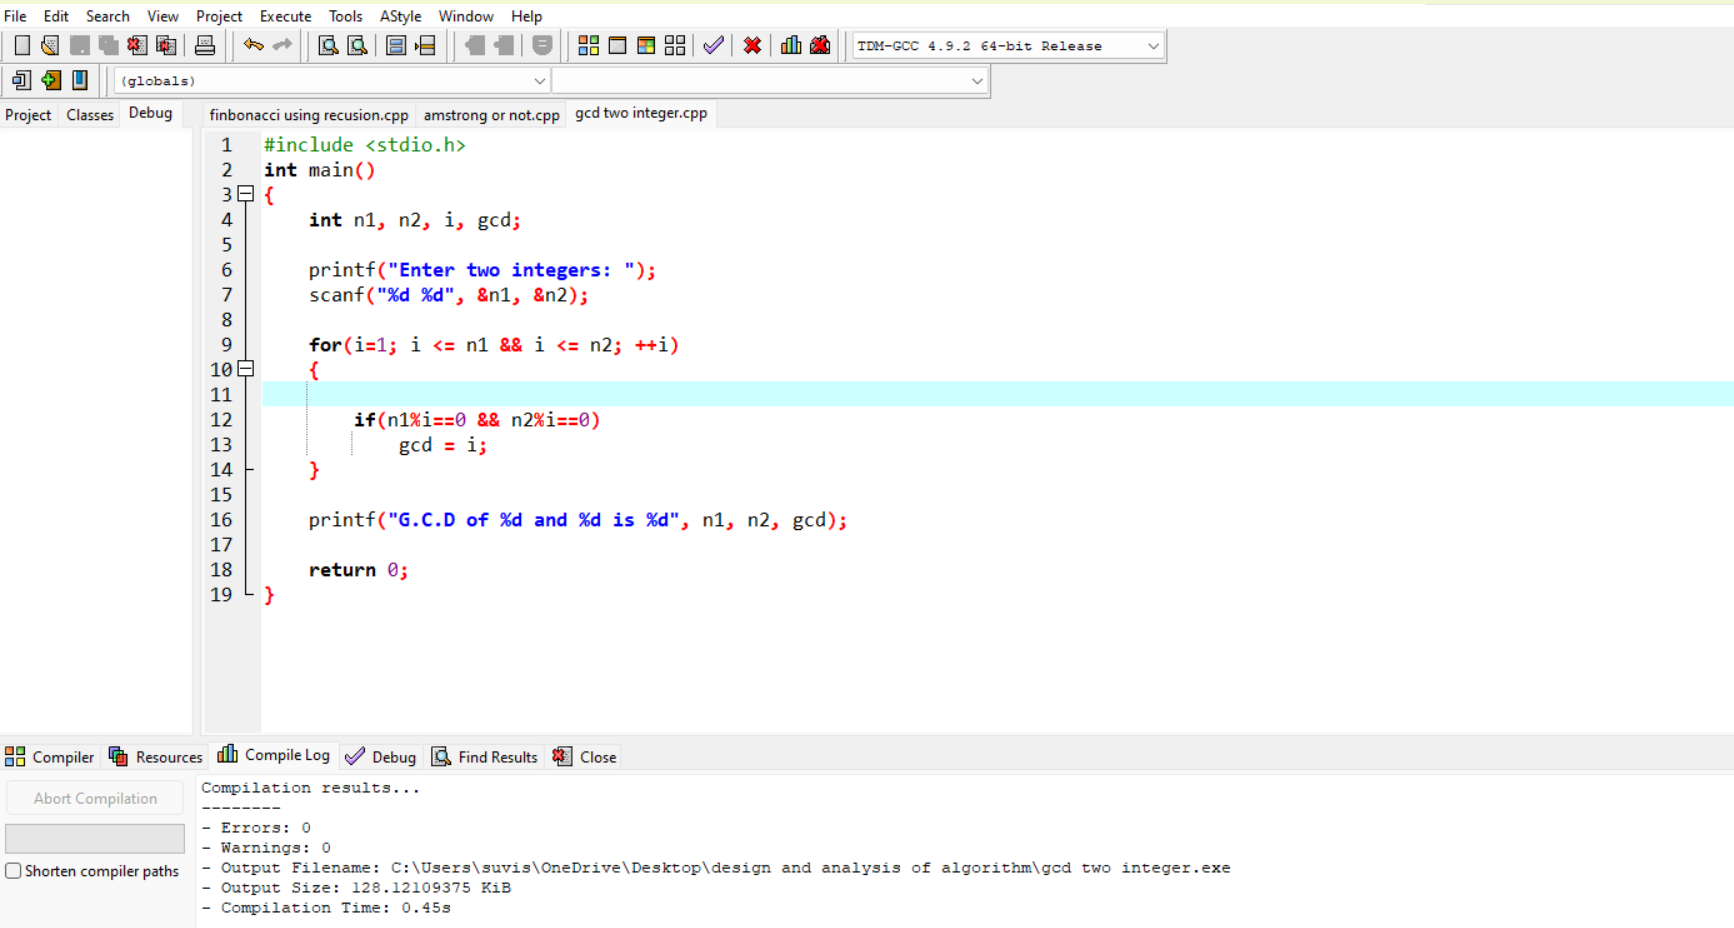 File Edit Search View Project Execute Tools AStyle Window Help
TDM-GCC 4.9.2 64-bit Release
(globals)
Project Classes Debug finbonacci using recusion.cpp amstrong or not.cpp gcd two integer.cpp
1 #include <stdio.h>
2 int main()
3 {
4 int n1, n2, i, gcd;
5
6 printf("Enter two integers: ");
7 scanf("%d %d", &n1, &n2);
8
9 for(i=1; i <= n1 && i <= n2; ++i)
10 {
11
12 if(n1%i==0 && n2%i==0)
13 gcd = i;
14 }
15
16 printf("G.C.D of %d and %d is %d", n1, n2, gcd);
17
18 return 0;
19 }
Compiler Resources Compile Log Debug Find Results Close
Abort Compilation
Shorten compiler paths
Compilation results...
--------
- Errors: 0
- Warnings: 0
- Output Filename: C:\Users\suvis\OneDrive\Desktop\design and analysis of algorithm\gcd two integer.exe
- Output Size: 128.12109375 KiB
- Compilation Time: 0.45s